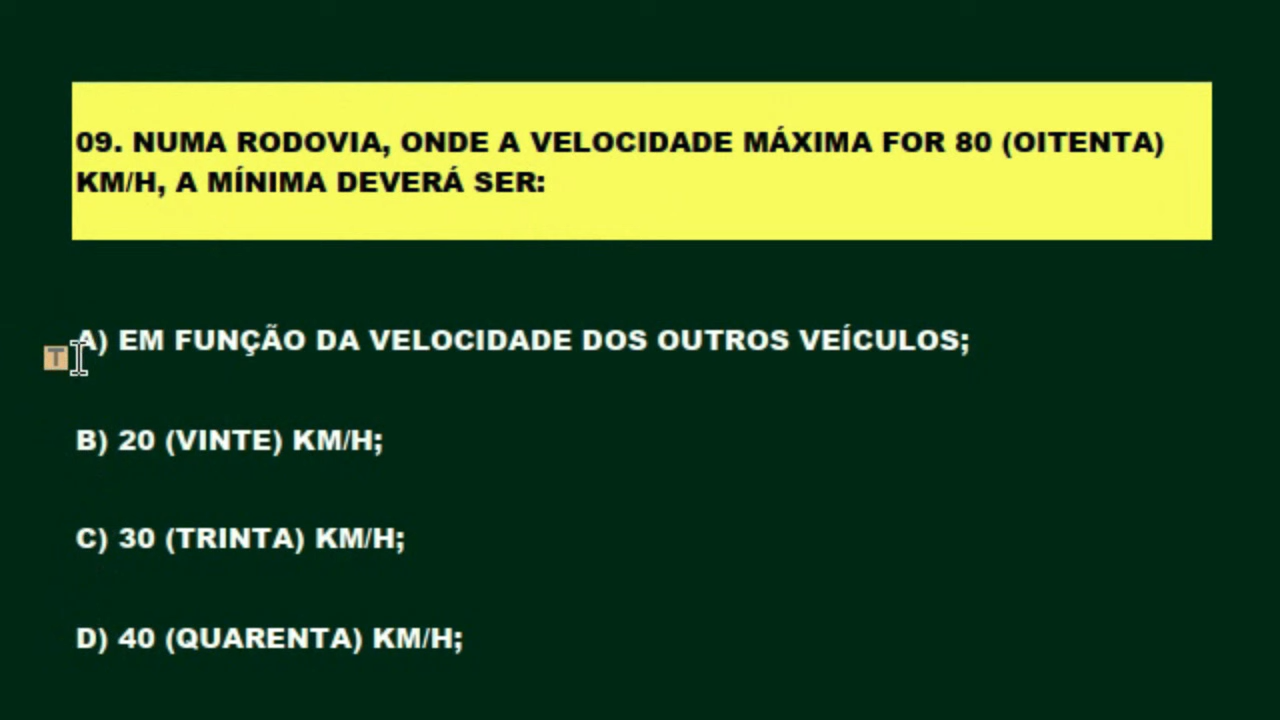 09. NUMA RODOVIA, ONDE A VELOCIDADE MÁXIMA FOR 80 (OITENTA)
KM/H, A MÍNIMA DEVERÁ SER:
A) EM FUNÇÃO DA VELOCIDADE DOS OUTROS VEÍCULOS;
T
B) 20 (VINTE) KM/H;
C) 30 (TRINTA) KM/H;
D) 40 (QUARENTA) KM/H;